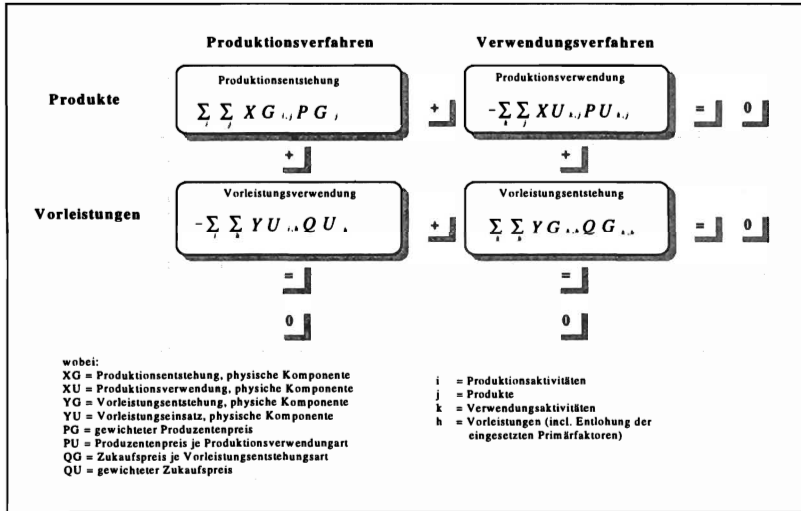 Produktionsverfahren Verwendungsverfahren
Produktionsentstehung Produktionsverwendung
Produkte
∑ i ∑ j X G i,j P G j + -∑ k ∑ j X U k,j P U k,j = 0
+ +
Vorleistungsverwendung Vorleistungsentstehung
Vorleistungen
-∑ i ∑ h Y U i,h Q U h + ∑ k ∑ h Y G k,h Q G k,h = 0
= =
0 0
wobei:
XG = Produktionsentstehung, physische Komponente
XU = Produktionsverwendung, physiche Komponente
YG = Vorleistungsentstehung, physische Komponente
YU = Vorleistungseinsatz, physische Komponente
PG = gewichteter Produzentenpreis
PU = Produzentenpreis je Produktionsverwendungart
QG = Zukaufspreis je Vorleistungsentstehungsart
QU = gewichteter Zukaufspreis
i = Produktionsaktivitäten
j = Produkte
k = Verwendungsaktivitäten
h = Vorleistungen (incl. Entlohung der
eingesetzten Primärfaktoren)